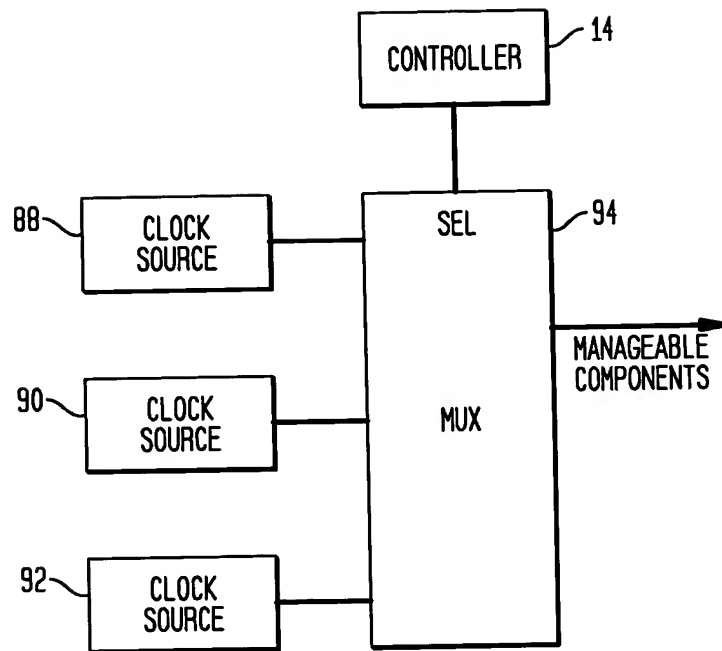 CONTROLLER
14
88
CLOCK
SOURCE
SEL
94
MANAGEABLE
COMPONENTS
90
CLOCK
SOURCE
MUX
92
CLOCK
SOURCE